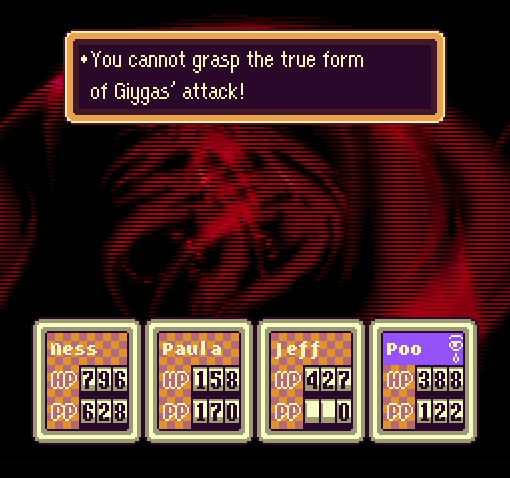 •You cannot grasp the true form
of Giygas' attack!
Ness Paula Jeff Poo
HP 796 HP 158 HP 427 HP 388
PP 628 PP 170 PP 0 PP 122